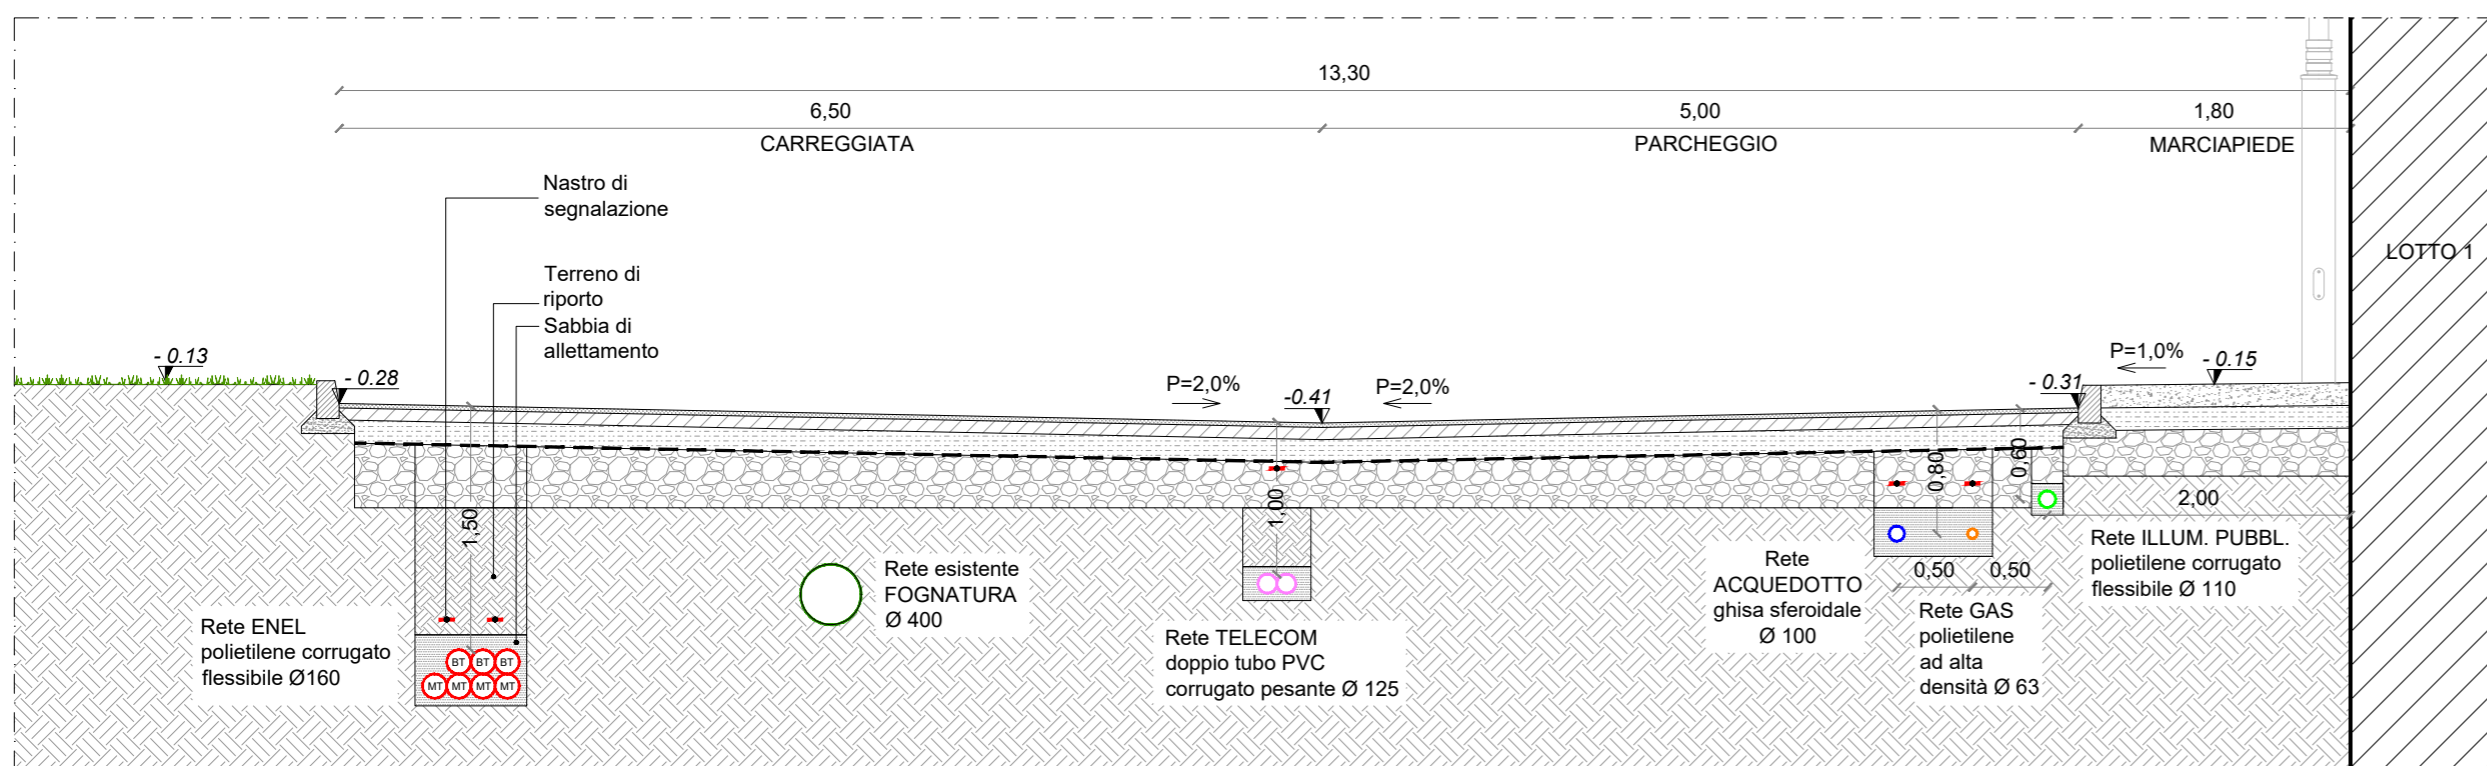 13,30
6,50
5,00
1,80
CARREGGIATA
PARCHEGGIO
MARCIAPIEDE
Nastro di
segnalazione
Terreno di
riporto
Sabbia di
allettamento
LOTTO 1
- 0.13
- 0.28
P=2,0%
-0.41
P=2,0%
- 0.31
P=1,0%
- 0.15
1,50
1,00
0,80
0,60
2,00
Rete ENEL
polietilene corrugato
flessibile Ø160
BT BT BT
MT MT MT MT
Rete esistente
FOGNATURA
Ø 400
Rete TELECOM
doppio tubo PVC
corrugato pesante Ø 125
Rete
ACQUEDOTTO
ghisa sferoidale
Ø 100
0,50
0,50
Rete GAS
polietilene
ad alta
densità Ø 63
Rete ILLUM. PUBBL.
polietilene corrugato
flessibile Ø 110